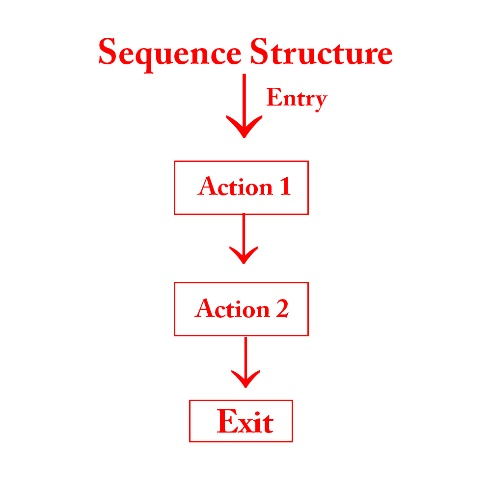 Sequence Structure
Entry
Action 1
Action 2
Exit